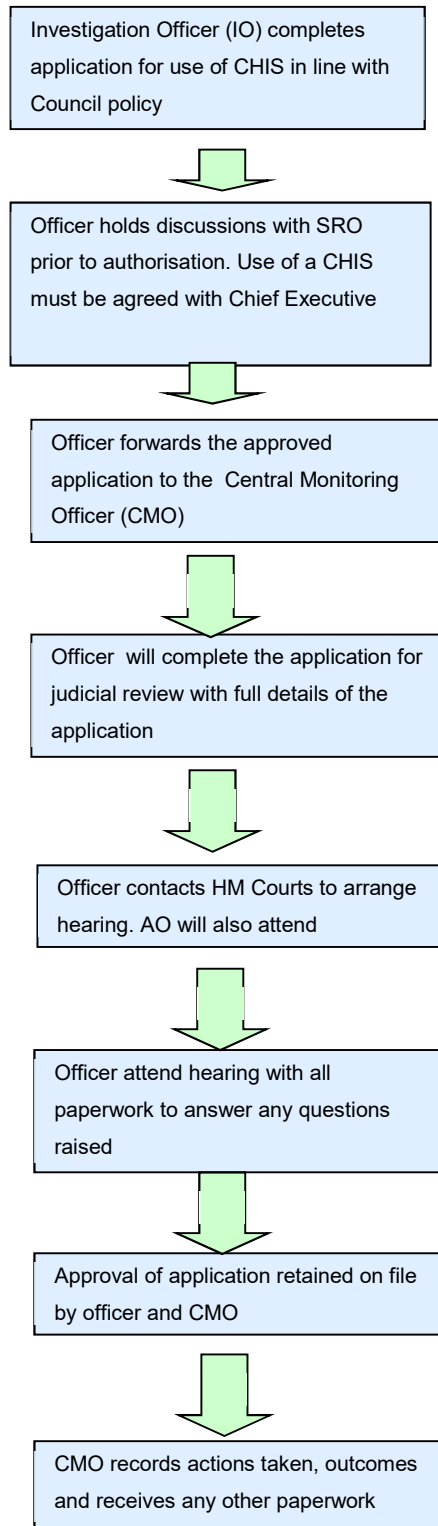 Investigation Officer (IO) completes
application for use of CHIS in line with
Council policy
Officer holds discussions with SRO
prior to authorisation. Use of a CHIS
must be agreed with Chief Executive
Officer forwards the approved
application to the  Central Monitoring
Officer (CMO)
Officer  will complete the application for
judicial review with full details of the
application
Officer contacts HM Courts to arrange
hearing. AO will also attend
Officer attend hearing with all
paperwork to answer any questions
raised
Approval of application retained on file
by officer and CMO
CMO records actions taken, outcomes
and receives any other paperwork